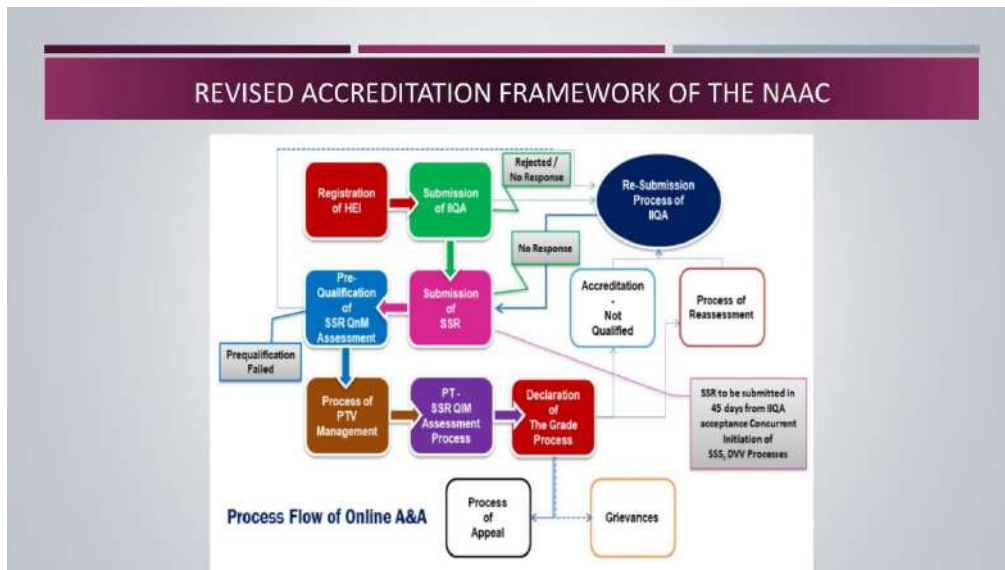 REVISED ACCREDITATION FRAMEWORK OF THE NAAC
Registration
of HEI
Submission
of IIQA
Rejected /
No Response
Re-Submission
Process of
IIQA
No Response
Pre-
Qualification
of
SSR QnM
Assessment
Submission
of
SSR
Accreditation
-
Not
Qualified
Process of
Reassessment
Prequalification
Failed
Process of
PTV
Management
PT -
SSR QlM
Assessment
Process
Declaration
of
The Grade
Process
SSR to be submitted in
45 days from IIQA
acceptance Concurrent
Initiation of
SSS, DVV Processes
Process Flow of Online A&A
Process
of
Appeal
Grievances